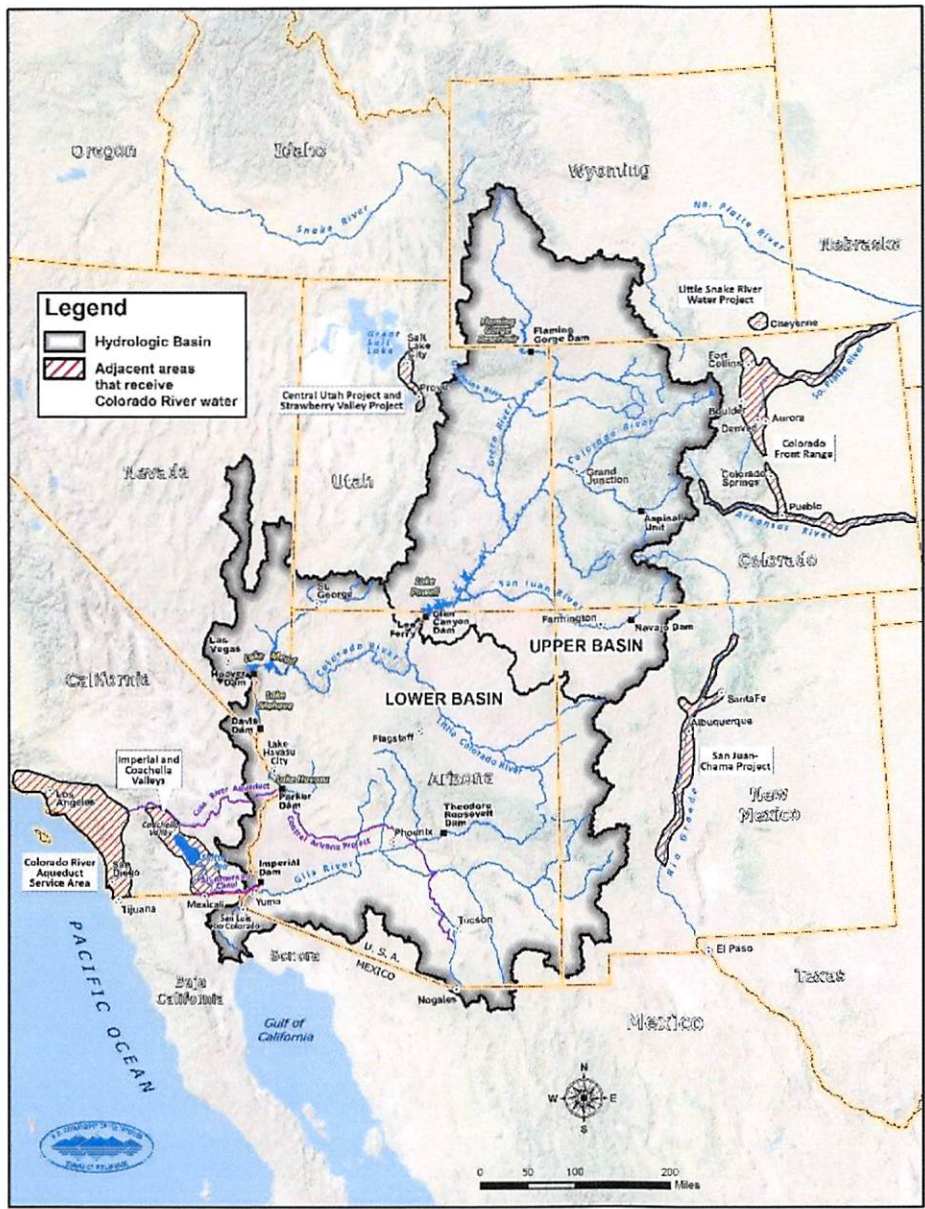 Oregon
Idaho
Wyoming
Snake River
No. Platte River
Nebraska
Legend
Hydrologic Basin
Adjacent areas
that receive
Colorado River water
Little Snake River
Water Project
Cheyenne
Great
Salt
Lake
Salt
Lake
City
Provo
Flaming
Gorge
Reservoir
Flaming
Gorge Dam
Central Utah Project and
Strawberry Valley Project
Fort
Collins
So. Platte River
Boulder
Denver
Aurora
Colorado
Front Range
Green River
Colorado River
Grand
Junction
Colorado
Springs
Pueblo
Arkansas River
Aspinall
Unit
Nevada
Utah
Colorado
St.
George
Lake
Powell
San Juan River
Glen
Canyon
Dam
Ferry
Farmington
Navajo Dam
UPPER BASIN
Las
Vegas
Lake Mead
Hoover
Dam
Colorado River
LOWER BASIN
California
Lake
Mohave
Davis
Dam
Flagstaff
Little Colorado River
Santa Fe
Albuquerque
San Juan-
Chama Project
Lake
Havasu
City
Imperial and
Coachella
Valleys
Lake Havasu
Parker
Dam
Arizona
New
Mexico
Los
Angeles
Colo. River Aqueduct
Coachella
Valley
Central Arizona Project
Theodore
Roosevelt
Dam
Phoenix
Rio Grande
Colorado River
Aqueduct
Service Area
San
Diego
Imperial
Dam
Gila River
Tijuana
Mexicali
Yuma
San Luis
Rio Colorado
Tucson
El Paso
Texas
PACIFIC OCEAN
Baja
California
Sonora
U.S.A.
MEXICO
Nogales
Mexico
Gulf of
California
N
W
E
S
0
50
100
200
Miles